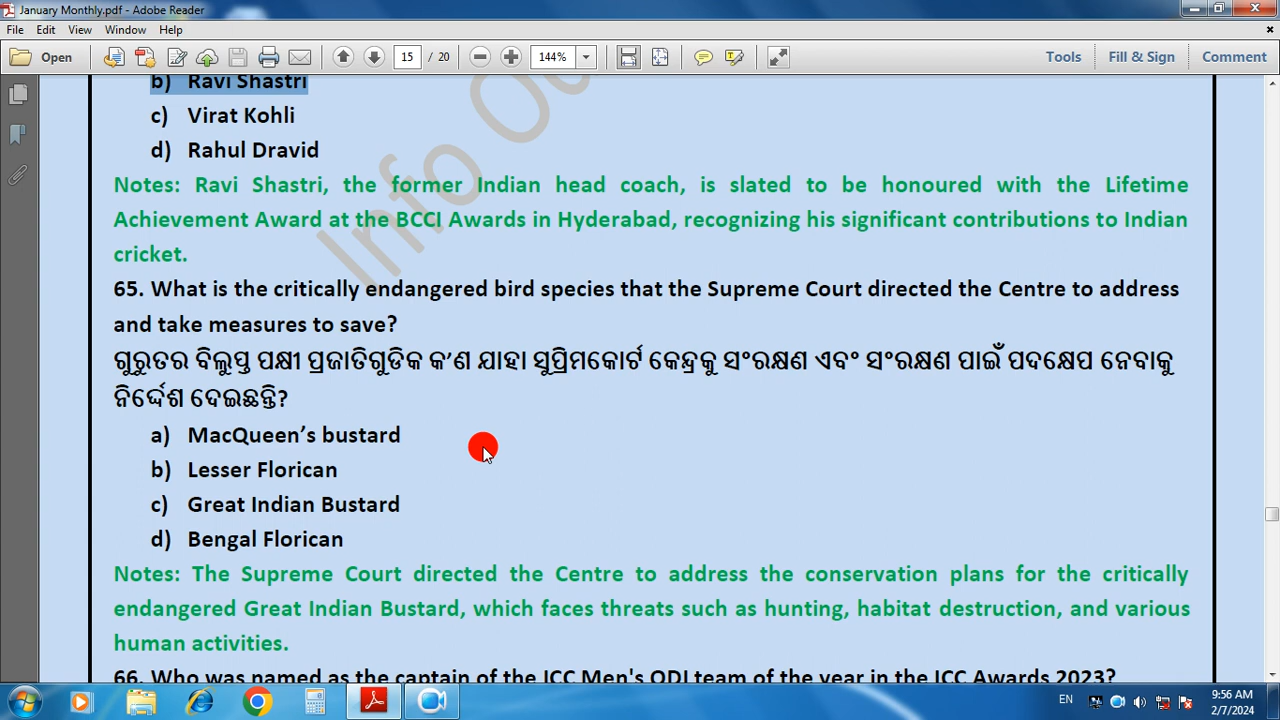 January Monthly.pdf - Adobe Reader
File Edit View Window Help
Open 15 / 20 144% Tools Fill & Sign Comment
b) Ravi Shastri
c) Virat Kohli
d) Rahul Dravid
Notes: Ravi Shastri, the former Indian head coach, is slated to be honoured with the Lifetime
Achievement Award at the BCCI Awards in Hyderabad, recognizing his significant contributions to Indian
cricket.
65. What is the critically endangered bird species that the Supreme Court directed the Centre to address
and take measures to save?
ଗୁରୁତର ବିଲୁପ୍ତ ପକ୍ଷୀ ପ୍ରଜାତିଗୁଡିକ କ’ଣ ଯାହା ସୁପ୍ରିମକୋର୍ଟ କେନ୍ଦ୍ରକୁ ସଂରକ୍ଷଣ ଏବଂ ସଂରକ୍ଷଣ ପାଇଁ ପଦକ୍ଷେପ ନେବାକୁ
ନିର୍ଦ୍ଦେଶ ଦେଇଛନ୍ତି?
a) MacQueen’s bustard
b) Lesser Florican
c) Great Indian Bustard
d) Bengal Florican
Notes: The Supreme Court directed the Centre to address the conservation plans for the critically
endangered Great Indian Bustard, which faces threats such as hunting, habitat destruction, and various
human activities.
66. Who was named as the captain of the ICC Men's ODI team of the year in the ICC Awards 2023?
Info
EN 9:56 AM
2/7/2024